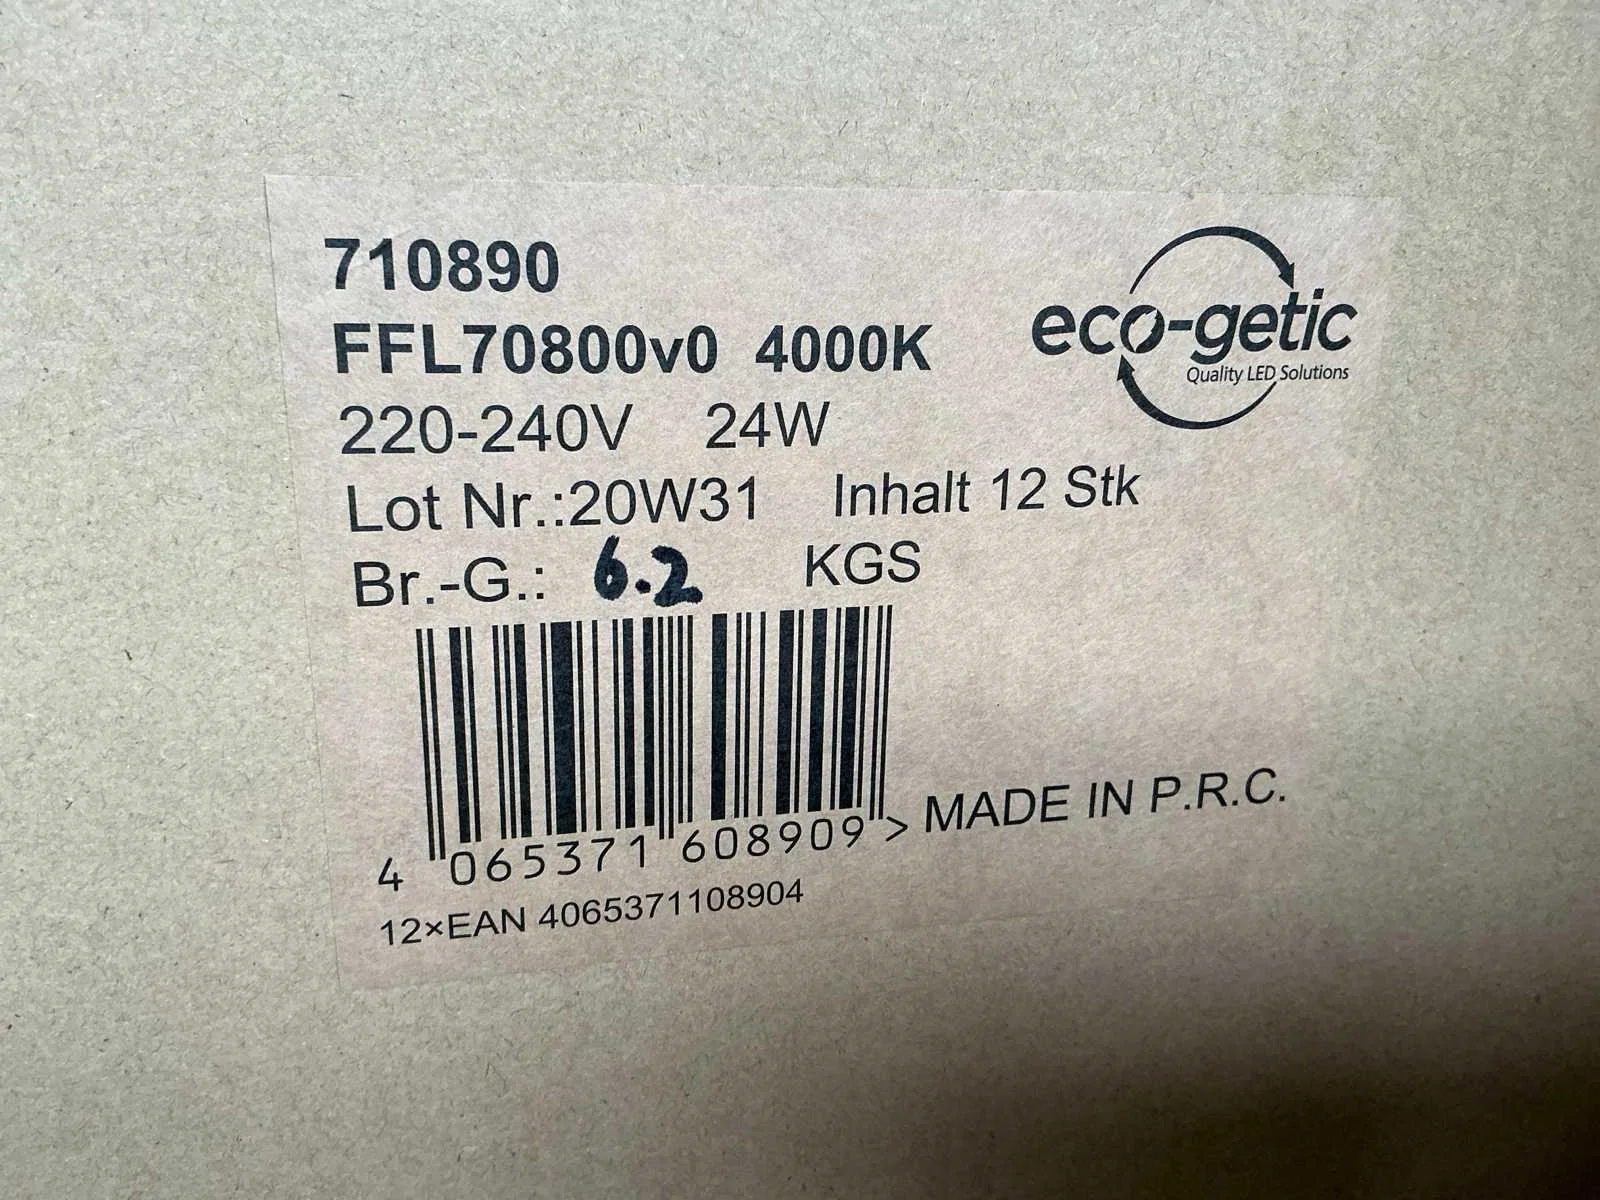 710890
FFL70800v0 4000K
eco-getic
Quality LED Solutions
220-240V 24W
Lot Nr.:20W31 Inhalt 12 Stk
Br.-G.: 6.2 KGS
4 065371 608909 >
MADE IN P.R.C.
12×EAN 4065371108904